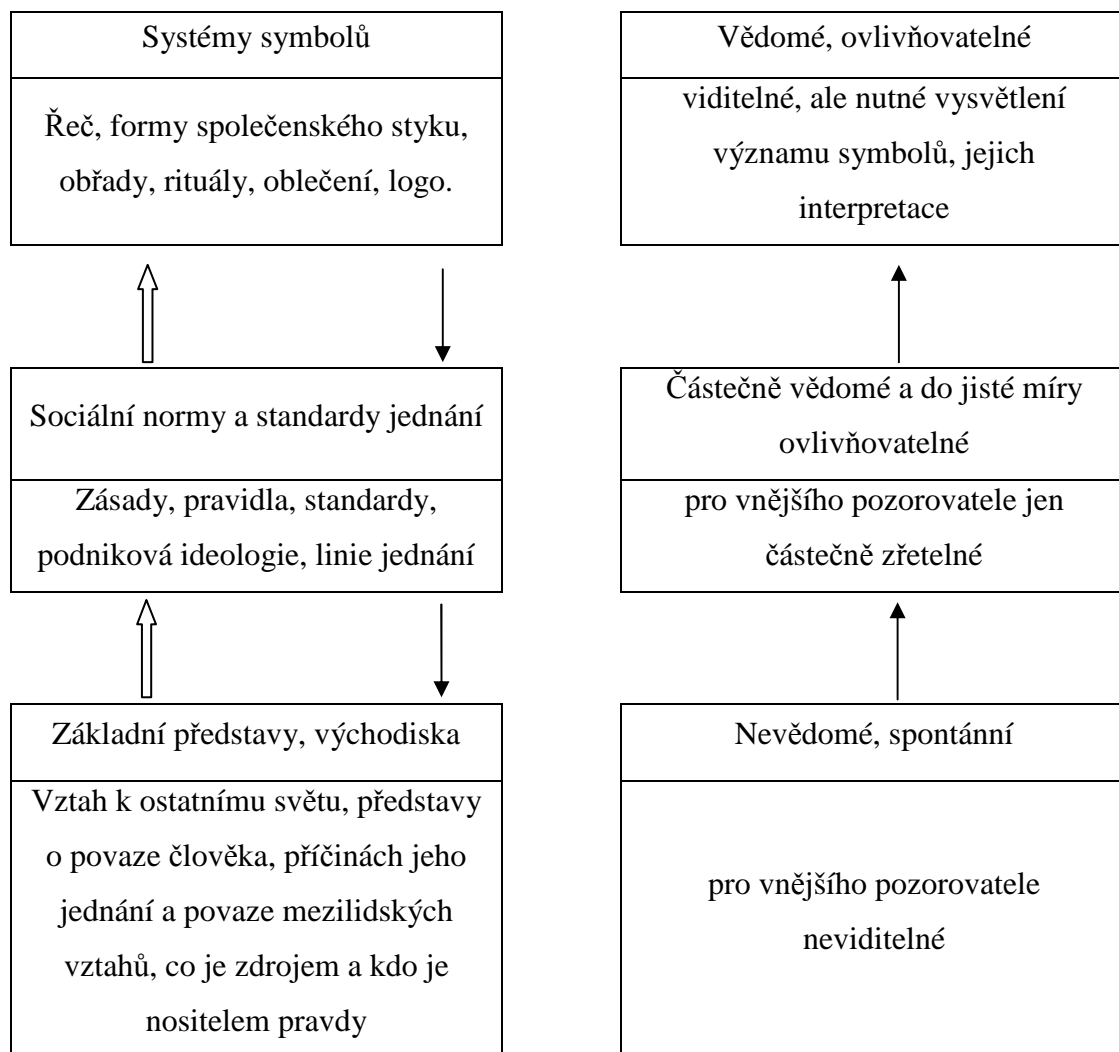 Systémy symbolů
Řeč, formy společenského styku,
obřady, rituály, oblečení, logo.
Vědomé, ovlivňovatelné
viditelné, ale nutné vysvětlení
významu symbolů, jejich
interpretace
Sociální normy a standardy jednání
Zásady, pravidla, standardy,
podniková ideologie, linie jednání
Částečně vědomé a do jisté míry
ovlivňovatelné
pro vnějšího pozorovatele jen
částečně zřetelné
Základní představy, východiska
Vztah k ostatnímu světu, představy
o povaze člověka, příčinách jeho
jednání a povaze mezilidských
vztahů, co je zdrojem a kdo je
nositelem pravdy
Nevědomé, spontánní
pro vnějšího pozorovatele
neviditelné